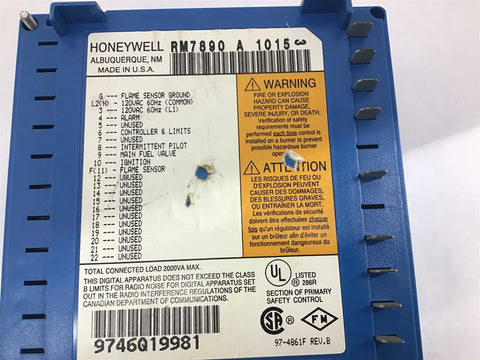 HONEYWELL RM7890 A 1015 3
ALBUQUERQUE, NM
MADE IN U.S.A.
G --- FLAME SENSOR GROUND
L2(N) - 120VAC 60Hz (COMMON)
3 --- 120VAC 60Hz (L1)
4 --- ALARM
5 --- UNUSED
6 --- CONTROLLER & LIMITS
7 --- UNUSED
8 --- INTERMITTENT PILOT
9 --- MAIN FUEL VALVE
10 --- IGNITION
F(11) - FLAME SENSOR
12 --- UNUSED
13 --- UNUSED
14 --- UNUSED
15 --- UNUSED
16 --- UNUSED
17 --- UNUSED
18 --- UNUSED
19 --- UNUSED
20 --- UNUSED
21 --- UNUSED
22 --- UNUSED
WARNING
FIRE OR EXPLOSION
HAZARD CAN CAUSE
PROPERTY DAMAGE,
SEVERE INJURY, OR DEATH.
Verification of safety
requirements must be
performed each time control is
installed on a burner to prevent
possible hazardous burner
ATTENTION
LES RISQUES DE FEU OU
D'EXPLOSION PEUVENT
CAUSER DES DOMMAGES,
DES BLESSURES GRAVES,
OU ENTRAÎNER LA MORT.
Les vérifications de sécurité
doivent être effectuées chaque
fois qu'un régulateur est installé
sur un brûleur afin d'éviter un
fonctionnement dangereux du
brûleur.
TOTAL CONNECTED LOAD 2000VA MAX.
THIS DIGITAL APPARATUS DOES NOT EXCEED THE CLASS
B LIMITS FOR RADIO NOISE FOR DIGITAL APPARATUS SET
OUT IN THE RADIO INTERFERENCE REGULATIONS OF THE
CANADIAN DEPARTMENT OF COMMUNICATIONS.
9746Q19981
UL LISTED
286R
SECTION OF PRIMARY
SAFETY CONTROL
FM
97-4861F REV.B